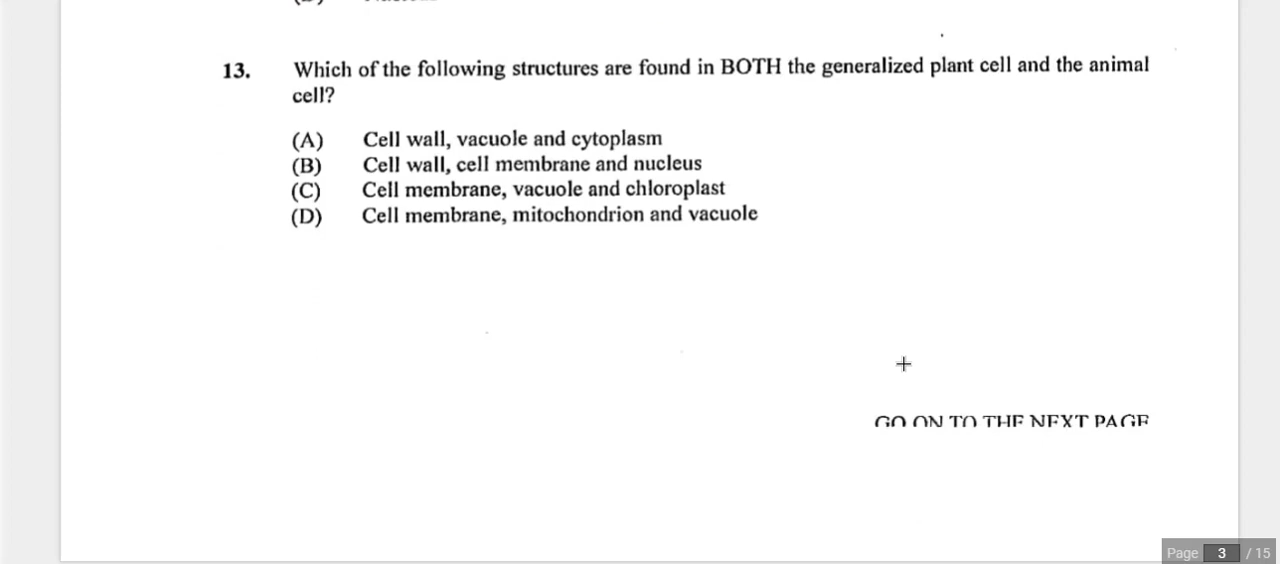 13. Which of the following structures are found in BOTH the generalized plant cell and the animal
cell?
(A) Cell wall, vacuole and cytoplasm
(B) Cell wall, cell membrane and nucleus
(C) Cell membrane, vacuole and chloroplast
(D) Cell membrane, mitochondrion and vacuole
GO ON TO THE NEXT PAGE
Page 3 / 15